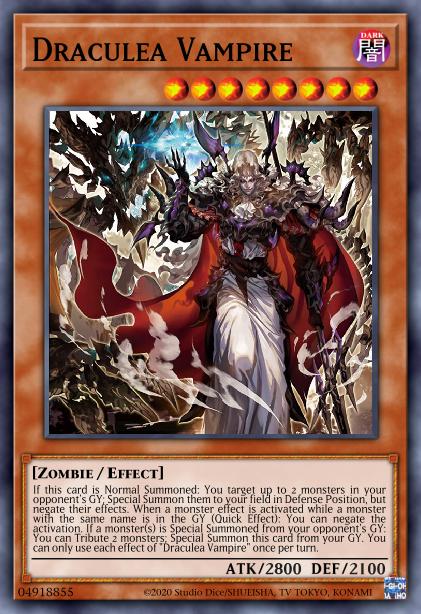 Draculea Vampire
DARK
闇
[Zombie / Effect]
If this card is Normal Summoned: You target up to 2 monsters in your
opponent's GY; Special Summon them to your field in Defense Position, but
negate their effects. When a monster effect is activated while a monster
with the same name is in the GY (Quick Effect): You can negate the
activation. If a monster(s) is Special Summoned from your opponent's GY:
You can Tribute 2 monsters; Special Summon this card from your GY. You
can only use each effect of "Draculea Vampire" once per turn.
ATK/2800 DEF/2100
04918855
©2020 Studio Dice/SHUEISHA, TV TOKYO, KONAMI